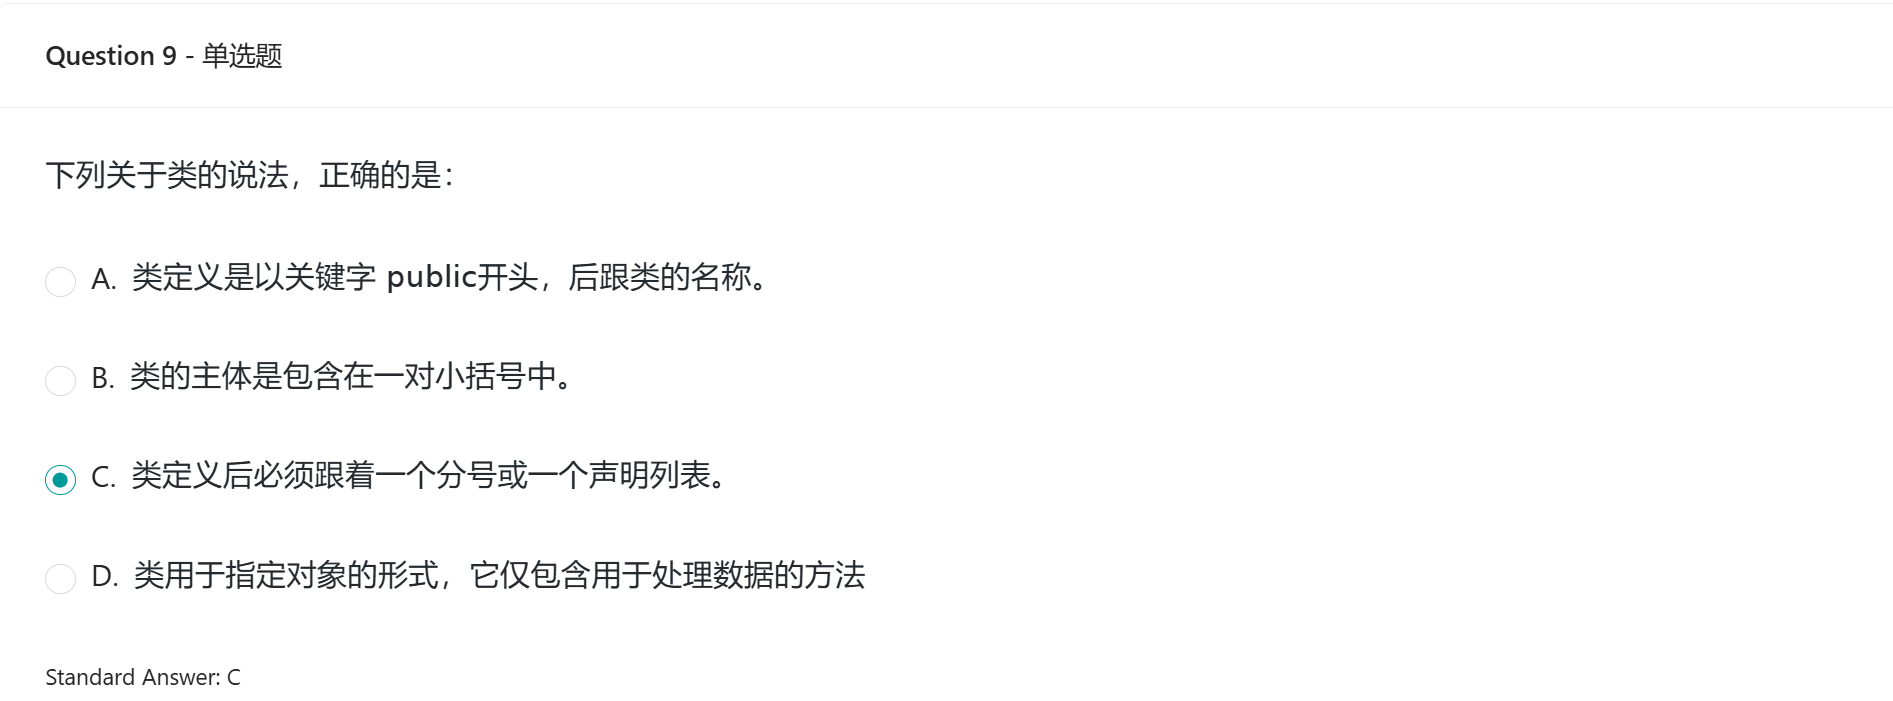 Question 9 - 单选题
下列关于类的说法，正确的是：
A. 类定义是以关键字 public开头，后跟类的名称。
B. 类的主体是包含在一对小括号中。
C. 类定义后必须跟着一个分号或一个声明列表。
D. 类用于指定对象的形式，它仅包含用于处理数据的方法
Standard Answer: C